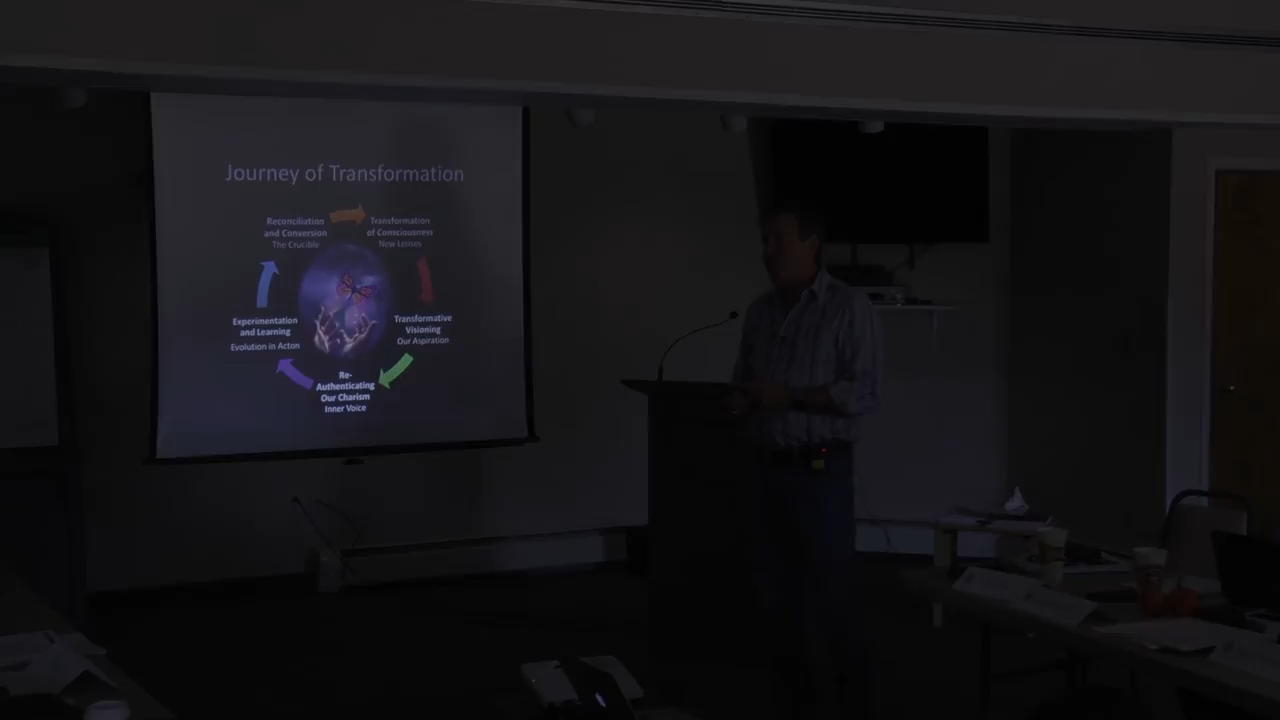 Journey of Transformation
Reconciliation
and Conversion
The Crucible
Transformation
of Consciousness
New Lenses
Experimentation
and Learning
Evolution in Acton
Transformative
Visioning
Our Aspiration
Re-
Authenticating
Our Charism
Inner Voice